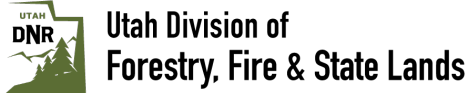 UTAH
DNR
Utah Division of
Forestry, Fire & State Lands